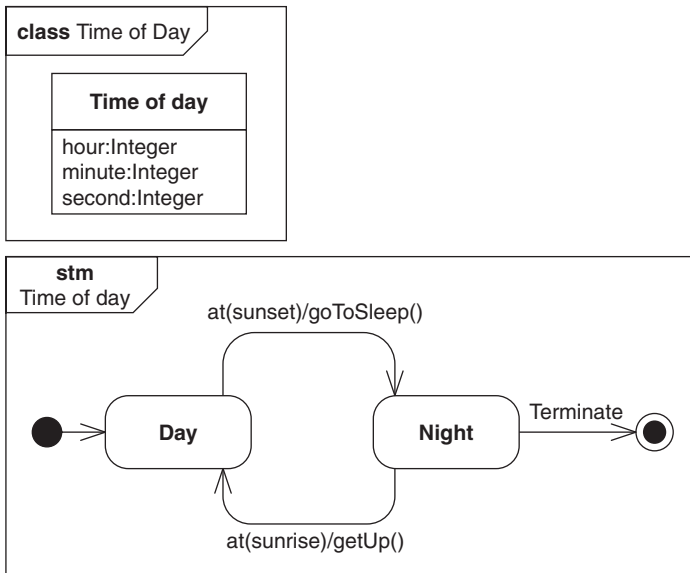 class Time of Day
Time of day
hour:Integer
minute:Integer
second:Integer
stm
Time of day
at(sunset)/goToSleep()
Day
Night
Terminate
at(sunrise)/getUp()